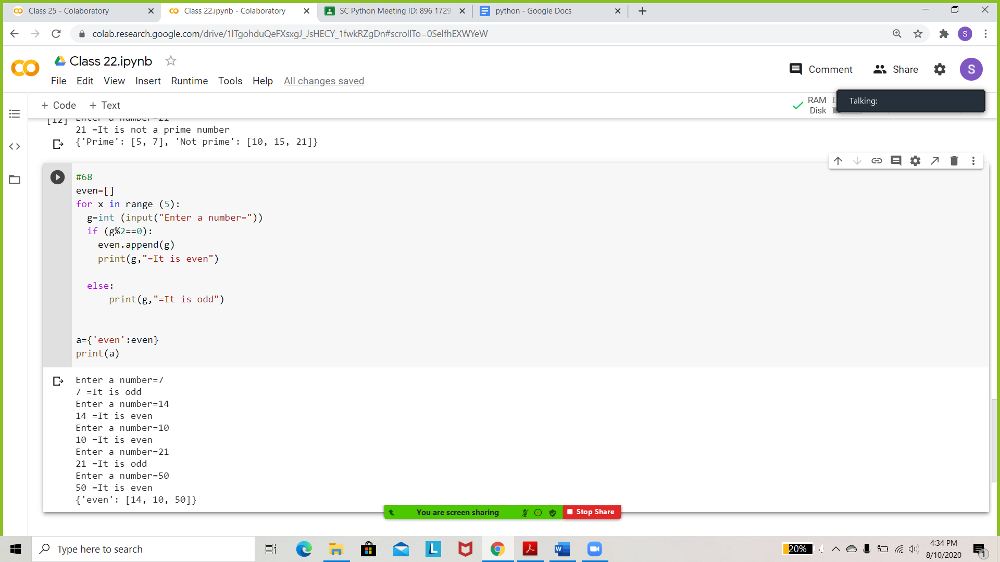 Class 25 - Colaboratory
Class 22.ipynb - Colaboratory
SC Python Meeting ID: 896 1729
python - Google Docs
colab.research.google.com/drive/1lTgohduQeFXsxgJ_JsHECY_1fwkRZgDn#scrollTo=0SelfhEXWYeW
S
Class 22.ipynb
Comment
Share
S
File Edit View Insert Runtime Tools Help All changes saved
+ Code + Text
RAM
Disk
Talking:
[12] Enter a number=21
21 =It is not a prime number
{'Prime': [5, 7], 'Not prime': [10, 15, 21]}
#68
even=[]
for x in range (5):
g=int (input("Enter a number="))
if (g%2==0):
even.append(g)
print(g,"=It is even")
else:
print(g,"=It is odd")
a={'even':even}
print(a)
Enter a number=7
7 =It is odd
Enter a number=14
14 =It is even
Enter a number=10
10 =It is even
Enter a number=21
21 =It is odd
Enter a number=50
50 =It is even
{'even': [14, 10, 50]}
You are screen sharing
Stop Share
Type here to search
20%
4:34 PM
8/10/2020
1